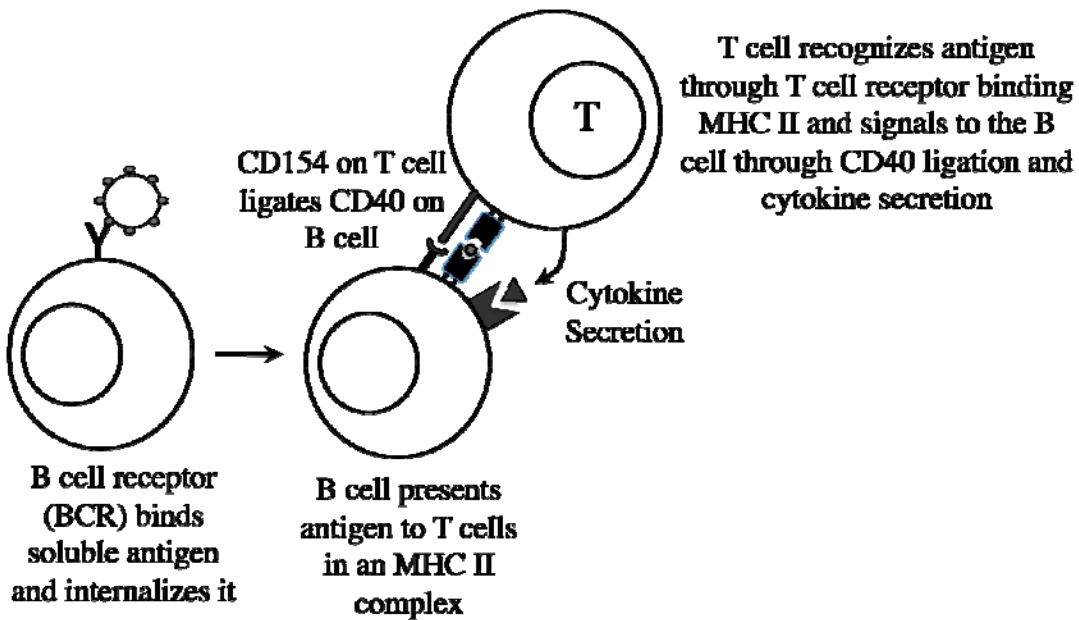 T cell recognizes antigen
through T cell receptor binding
MHC II and signals to the B
cell through CD40 ligation and
cytokine secretion
T
CD154 on T cell
ligates CD40 on
B cell
Cytokine
Secretion
B cell receptor
(BCR) binds
soluble antigen
and internalizes it
B cell presents
antigen to T cells
in an MHC II
complex